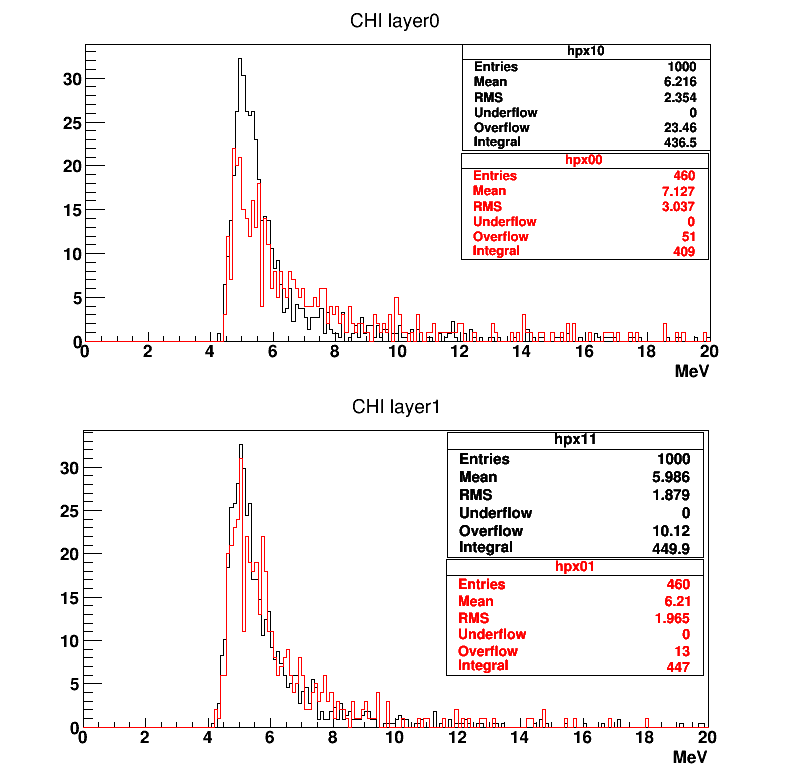 CHI layer0
hpx10
Entries 1000
Mean 6.216
RMS 2.354
Underflow 0
Overflow 23.46
Integral 436.5
hpx00
Entries 460
Mean 7.127
RMS 3.037
Underflow 0
Overflow 51
Integral 409
30
25
20
15
10
5
0
0 2 4 6 8 10 12 14 16 18 20
MeV
CHI layer1
hpx11
Entries 1000
Mean 5.986
RMS 1.879
Underflow 0
Overflow 10.12
Integral 449.9
hpx01
Entries 460
Mean 6.21
RMS 1.965
Underflow 0
Overflow 13
Integral 447
30
25
20
15
10
5
0
0 2 4 6 8 10 12 14 16 18 20
MeV